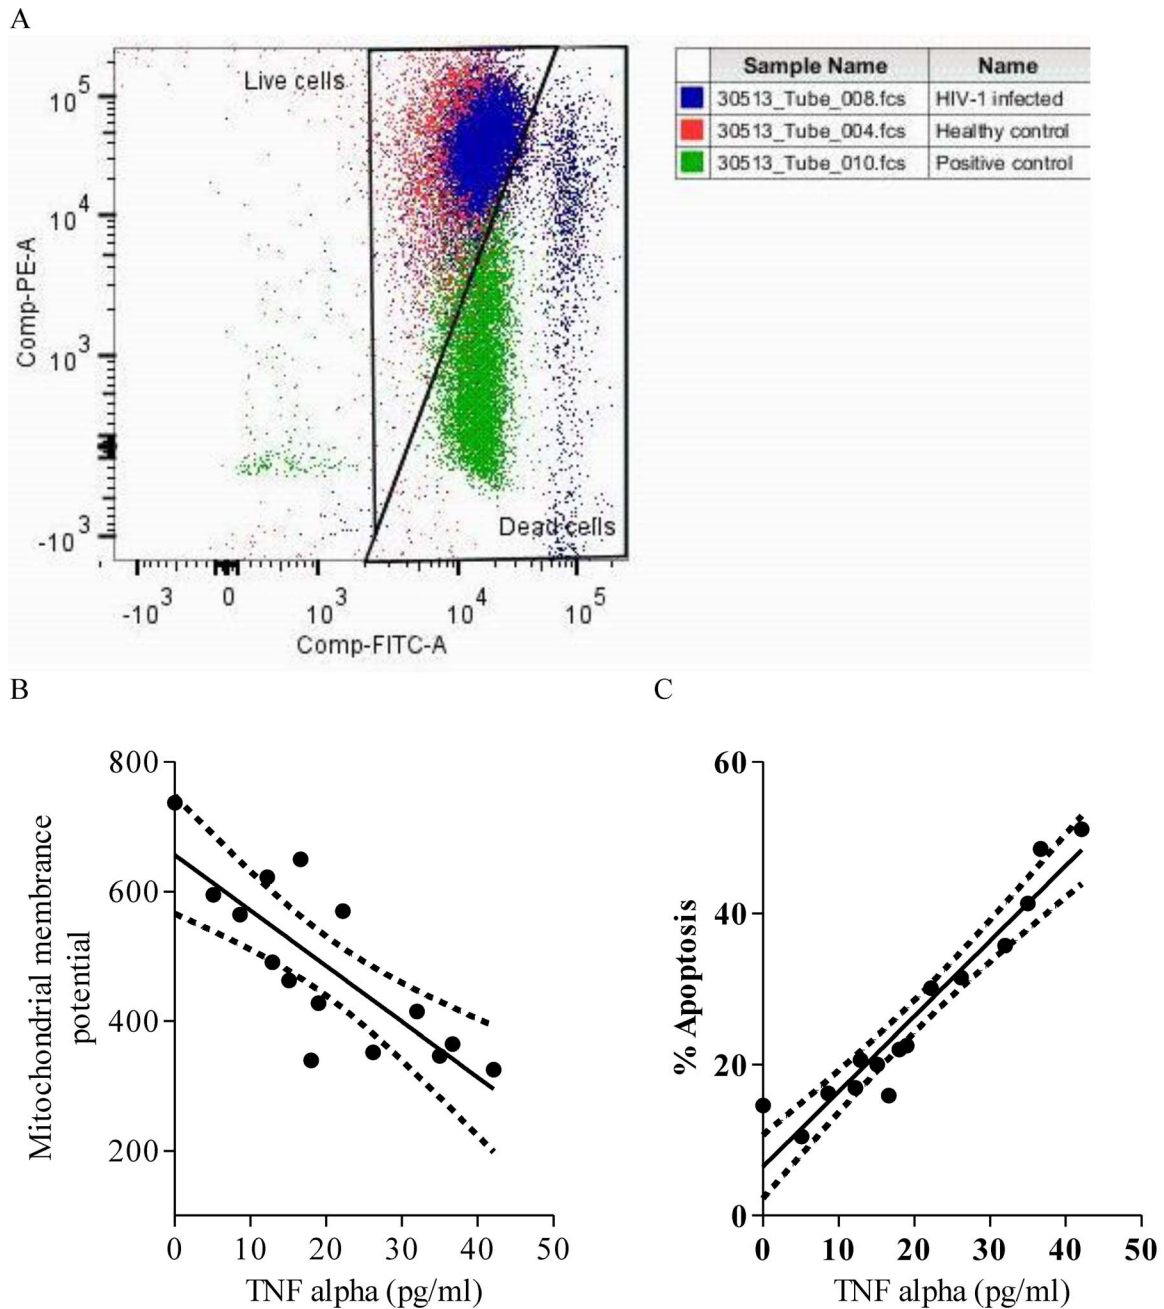 A
Live cells
Dead cells
10^5
10^4
10^3
-10^3
Comp-PE-A
-10^3 0 10^3 10^4 10^5
Comp-FITC-A
Sample Name Name
30513_Tube_008.fcs HIV-1 infected
30513_Tube_004.fcs Healthy control
30513_Tube_010.fcs Positive control
B
800
600
400
200
Mitochondrial membrance
potential
0 10 20 30 40 50
TNF alpha (pg/ml)
C
60
40
20
0
% Apoptosis
0 10 20 30 40 50
TNF alpha (pg/ml)